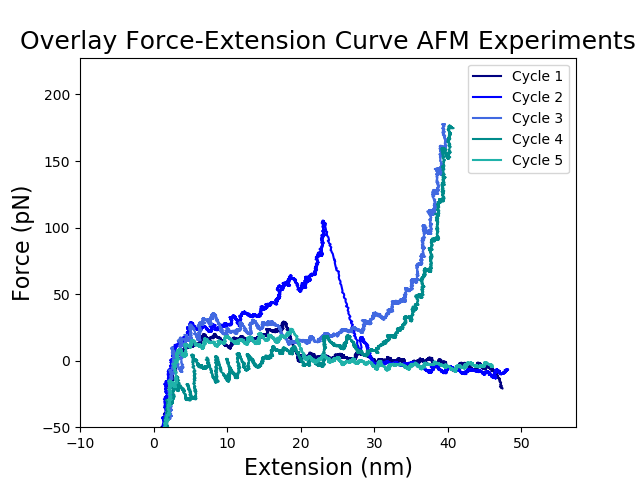 Overlay Force-Extension Curve AFM Experiments
Cycle 1
Cycle 2
Cycle 3
Cycle 4
Cycle 5
Force (pN)
200
150
100
50
0
−50
−10
0
10
20
30
40
50
Extension (nm)